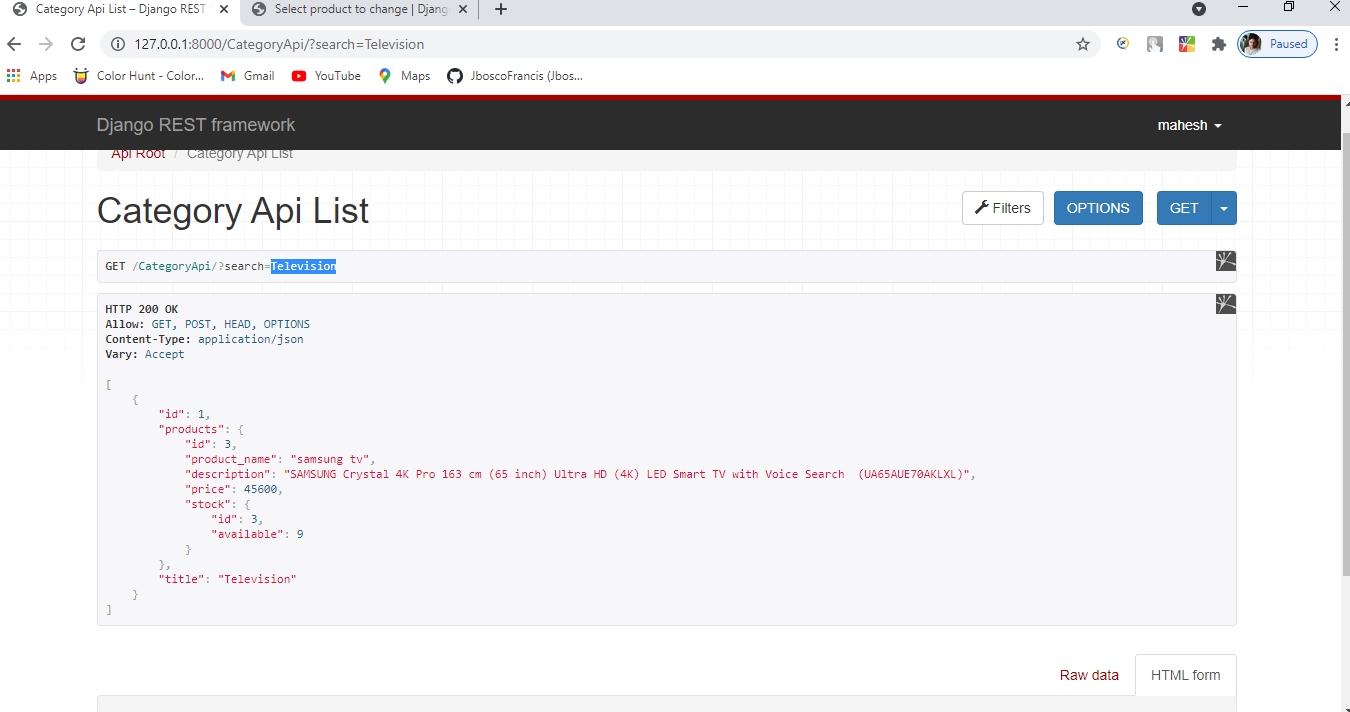 Category Api List – Django REST
Select product to change | Djang
127.0.0.1:8000/CategoryApi/?search=Television
Paused
Apps
Color Hunt - Color...
Gmail
YouTube
Maps
JboscoFrancis (Jbos...
Django REST framework
mahesh
Api Root / Category Api List
Category Api List
Filters
OPTIONS
GET
GET /CategoryApi/?search=Television
HTTP 200 OK
Allow: GET, POST, HEAD, OPTIONS
Content-Type: application/json
Vary: Accept
[
    {
        "id": 1,
        "products": {
            "id": 3,
            "product_name": "samsung tv",
            "description": "SAMSUNG Crystal 4K Pro 163 cm (65 inch) Ultra HD (4K) LED Smart TV with Voice Search  (UA65AUE70AKLXL)",
            "price": 45600,
            "stock": {
                "id": 3,
                "available": 9
            }
        },
        "title": "Television"
    }
]
Raw data
HTML form